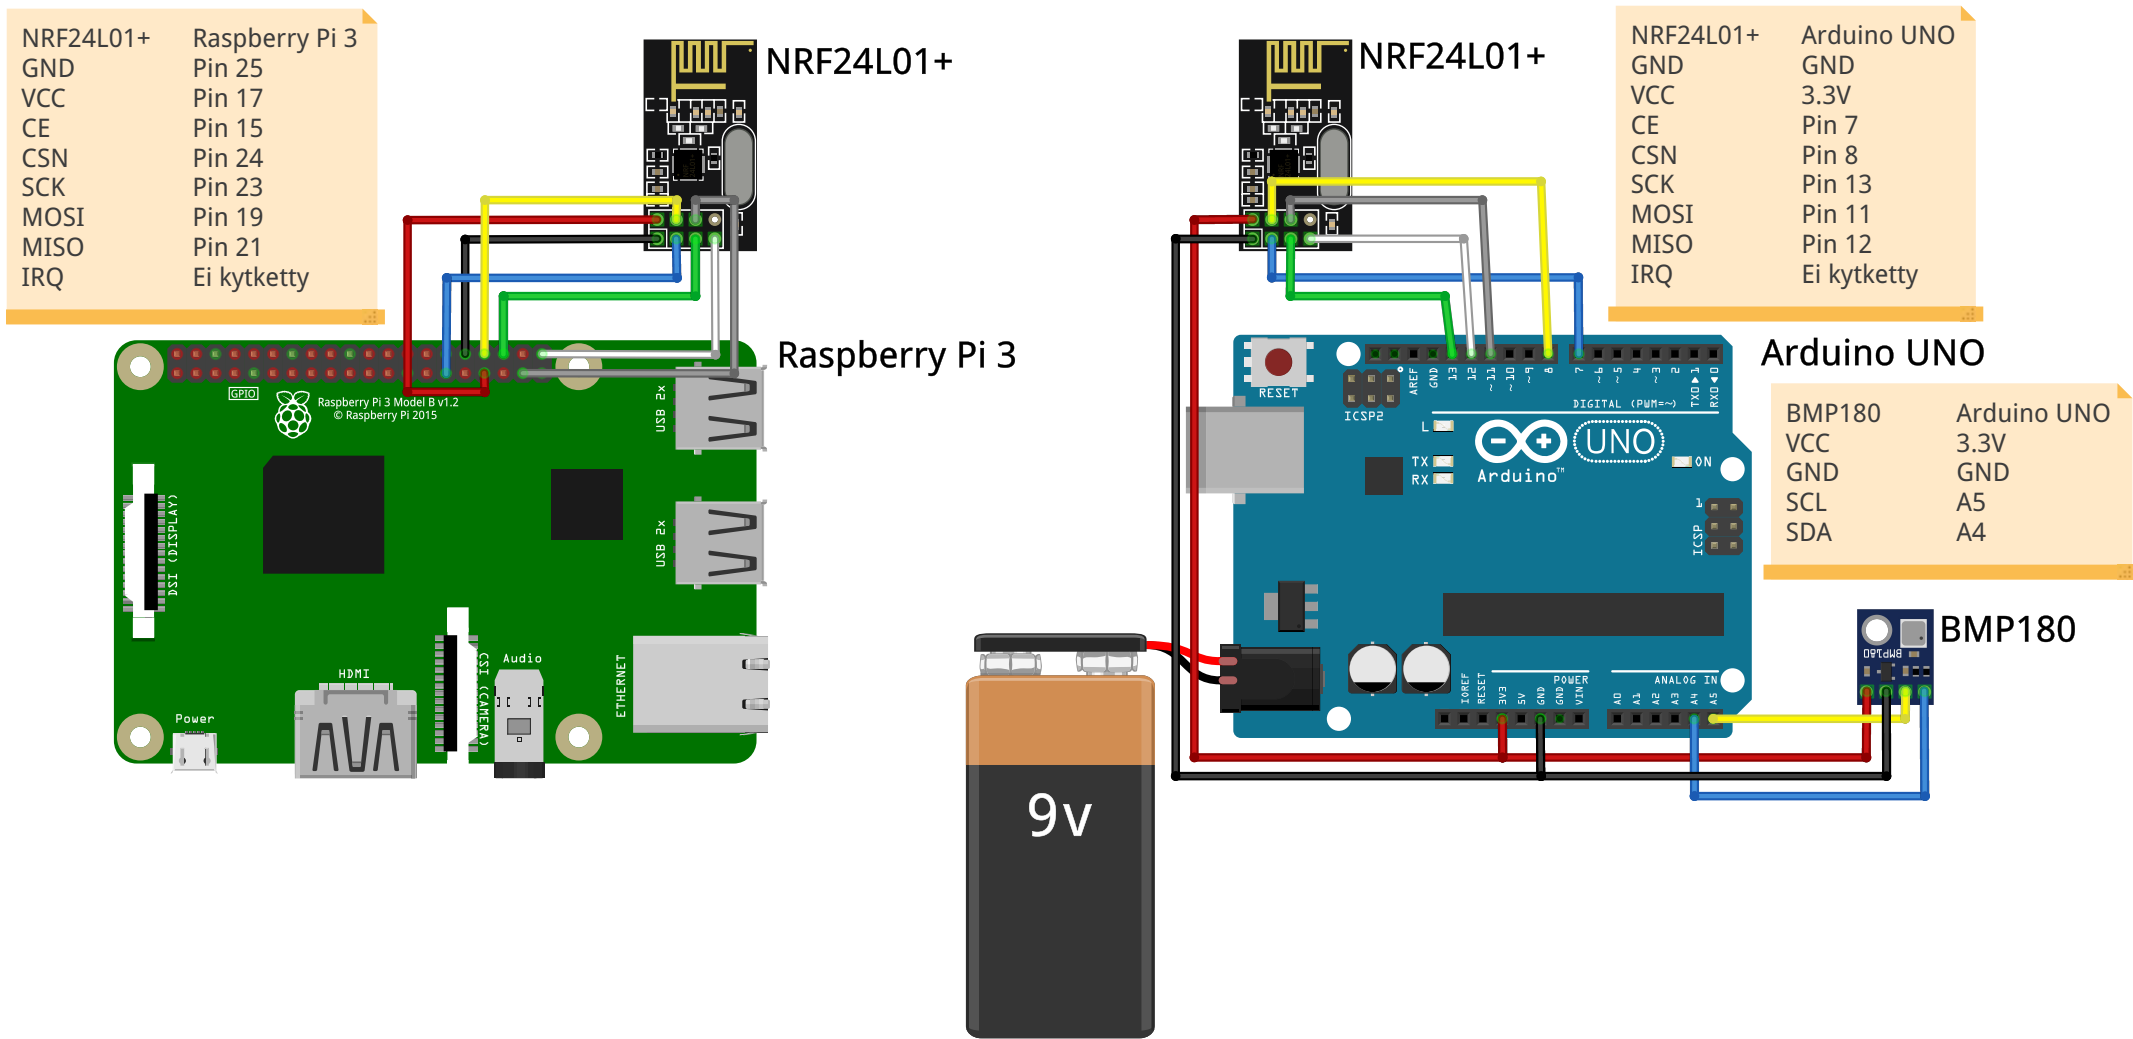 NRF24L01+ Raspberry Pi 3
GND Pin 25
VCC Pin 17
CE Pin 15
CSN Pin 24
SCK Pin 23
MOSI Pin 19
MISO Pin 21
IRQ Ei kytketty
NRF24L01+
NRF24L01+
NRF24L01+ Arduino UNO
GND GND
VCC 3.3V
CE Pin 7
CSN Pin 8
SCK Pin 13
MOSI Pin 11
MISO Pin 12
IRQ Ei kytketty
Raspberry Pi 3
GPIO
Raspberry Pi 3 Model B v1.2
© Raspberry Pi 2015
USB 2x
USB 2x
DSI (DISPLAY)
CSI (CAMERA)
HDMI
Audio
ETHERNET
Power
Arduino UNO
RESET
ICSP2
AREF
GND
13
12
~11
~10
~9
8
7
~6
~5
4
~3
2
TX0▶1
RX0◀0
DIGITAL (PWM=~)
L
TX
RX
UNO
Arduino™
ON
1
ICSP
BMP180 Arduino UNO
VCC 3.3V
GND GND
SCL A5
SDA A4
BMP180
BMP180
POWER
ANALOG IN
IOREF
RESET
3V3
5V
GND
GND
VIN
A0
A1
A2
A3
A4
A5
9v